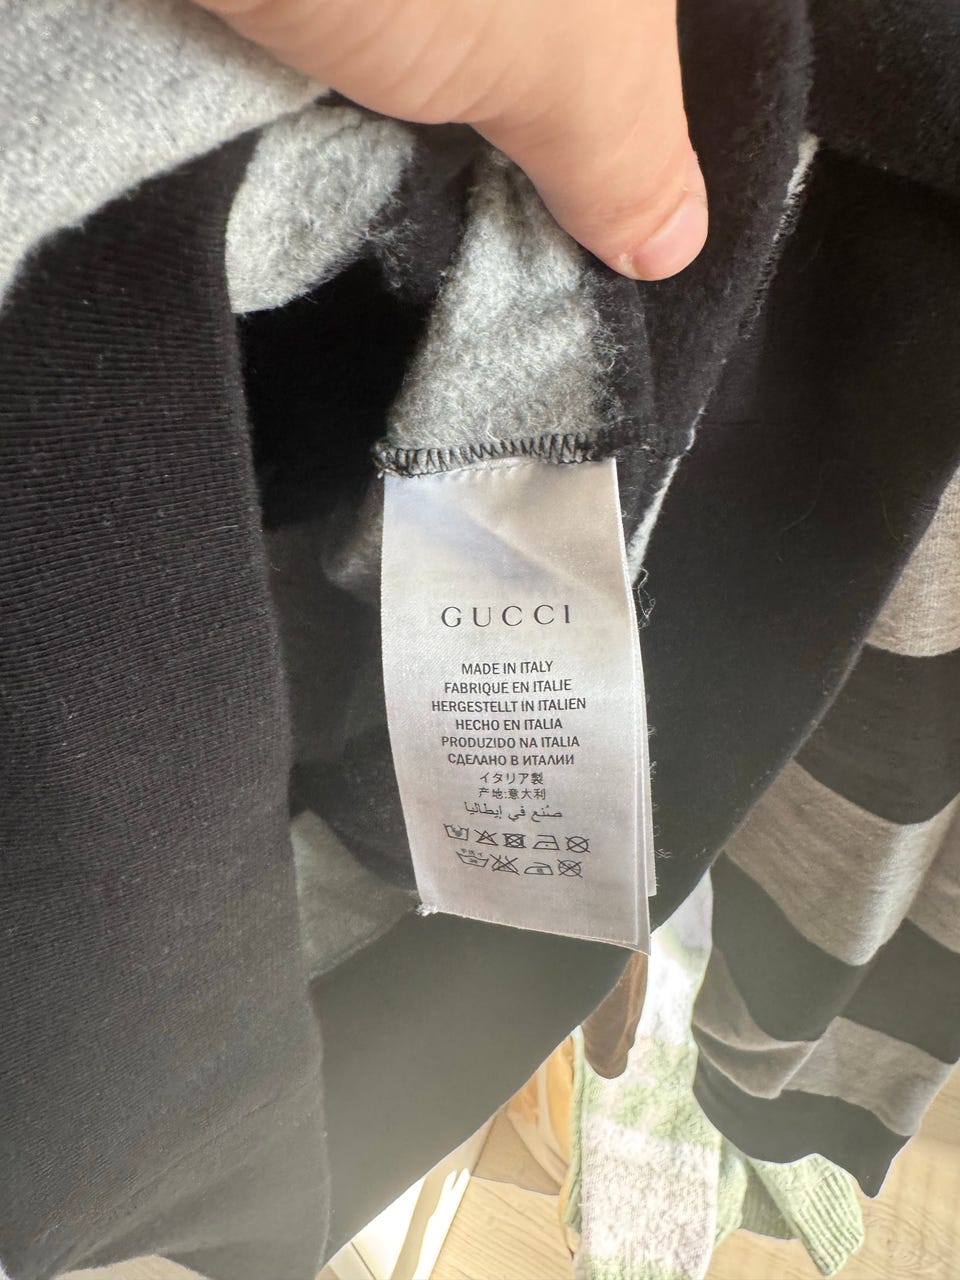 GUCCI
MADE IN ITALY
FABRIQUE EN ITALIE
HERGESTELLT IN ITALIEN
HECHO EN ITALIA
PRODUZIDO NA ITALIA
СДЕЛАНО В ИТАЛИИ
イタリア製
产地:意大利
صنع في إيطاليا